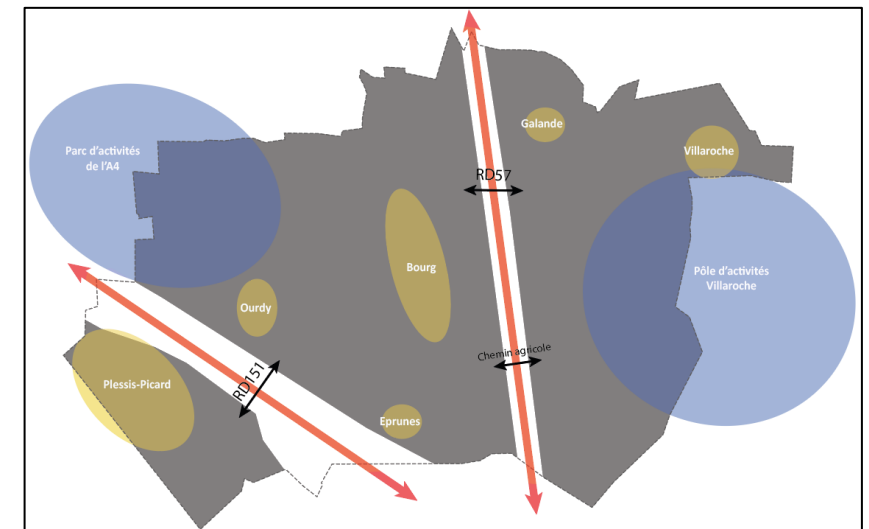 Galande
Parc d'activités
de l'A4
Villaroche
RD57
Bourg
Pôle d'activités
Villaroche
Ourdy
Chemin agricole
Plessis-Picard
RD151
Eprunes